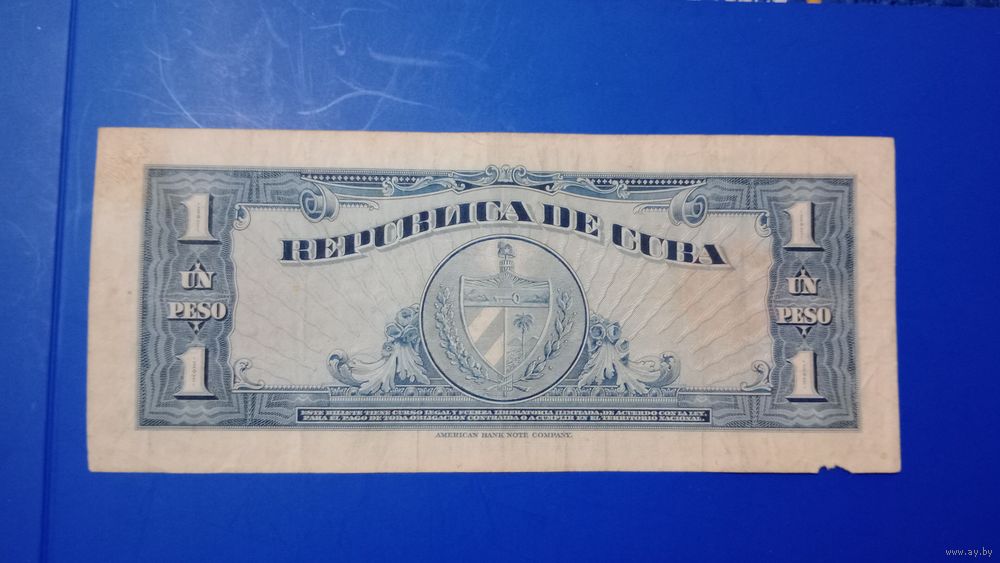 REPUBLICA DE CUBA
1
UN
PESO
1
1
UN
PESO
1
ESTE BILLETE TIENE CURSO LEGAL Y FUERZA LIBERATORIA ILIMITADA, DE ACUERDO CON LA LEY,
PARA EL PAGO DE TODA OBLIGACION CONTRAIDA O A CUMPLIR EN EL TERRITORIO NACIONAL.
AMERICAN BANK NOTE COMPANY.
www.ay.by